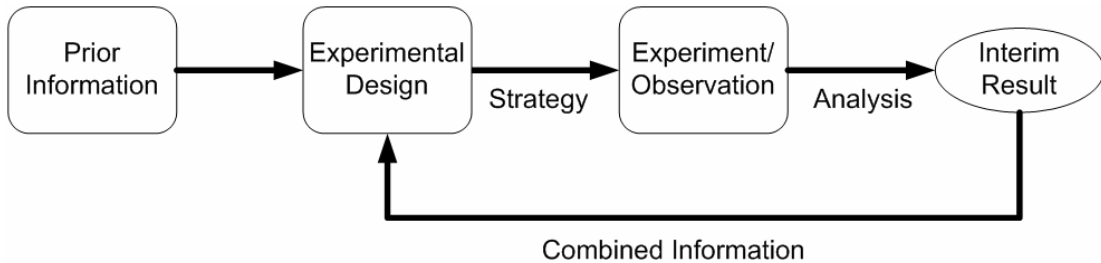 Prior
Information
Experimental
Design
Strategy
Experiment/
Observation
Analysis
Interim
Result
Combined Information